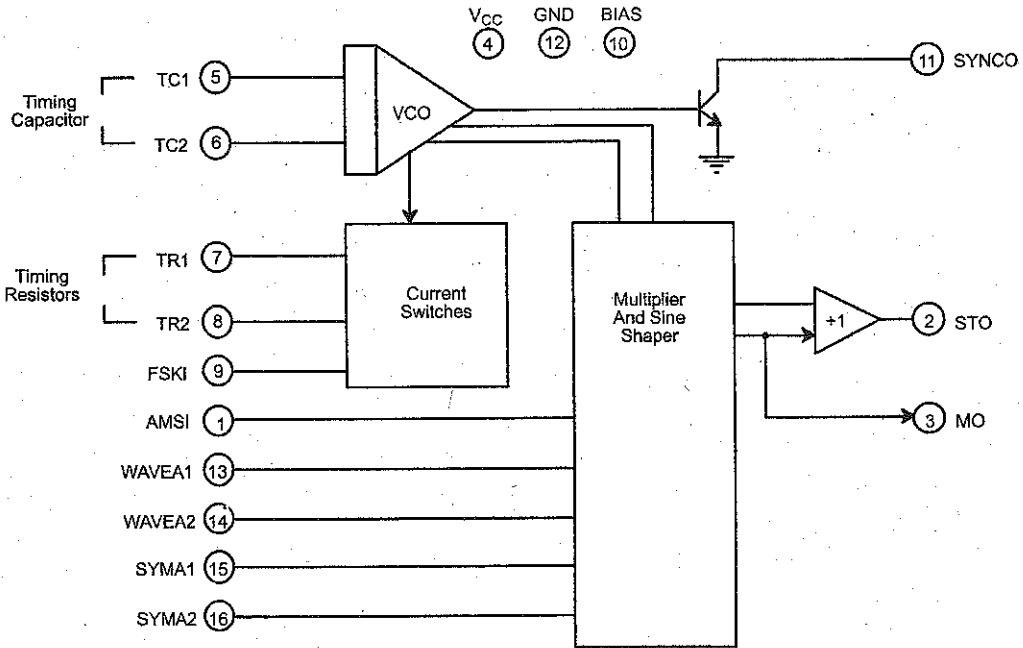 VCC GND BIAS
4 12 10
TC1 5
Timing
Capacitor
TC2 6
VCO
11 SYNCO
TR1 7
Timing
Resistors
TR2 8
FSKI 9
Current
Switches
AMSI 1
WAVEA1 13
WAVEA2 14
SYMA1 15
SYMA2 16
Multiplier
And Sine
Shaper
+1
2 STO
3 MO